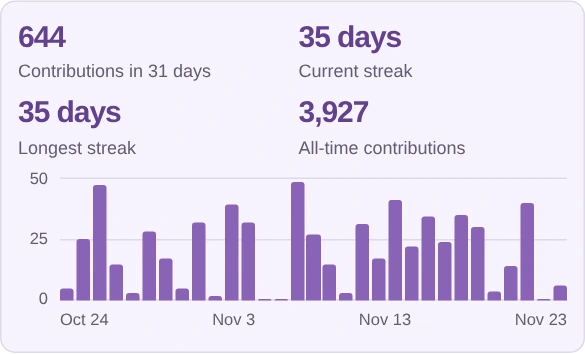 644
35 days
Contributions in 31 days
Current streak
35 days
3,927
Longest streak
All-time contributions
50
25
0
Oct 24
Nov 3
Nov 13
Nov 23